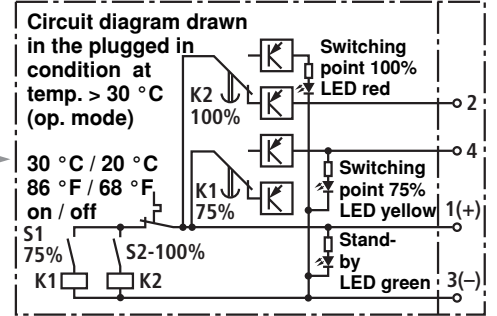 Circuit diagram drawn
in the plugged in
condition at
temp. > 30 °C
(op. mode)
30 °C / 20 °C
86 °F / 68 °F
on / off
S1
75%
K1
S2-100%
K2
K2
100%
K1
75%
Switching
point 100%
LED red
2
4
Switching
point 75%
LED yellow
1(+)
Stand-
by
LED green
3(–)